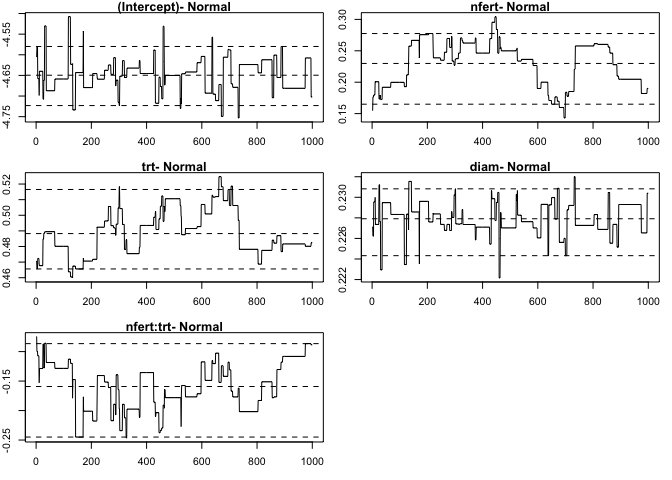 (Intercept)- Normal
-4.55
-4.65
-4.75
0 200 400 600 800 1000
nfert- Normal
0.30
0.25
0.20
0.15
0 200 400 600 800 1000
trt- Normal
0.52
0.50
0.48
0.46
0 200 400 600 800 1000
diam- Normal
0.230
0.226
0.222
0 200 400 600 800 1000
nfert:trt- Normal
-0.15
-0.25
0 200 400 600 800 1000